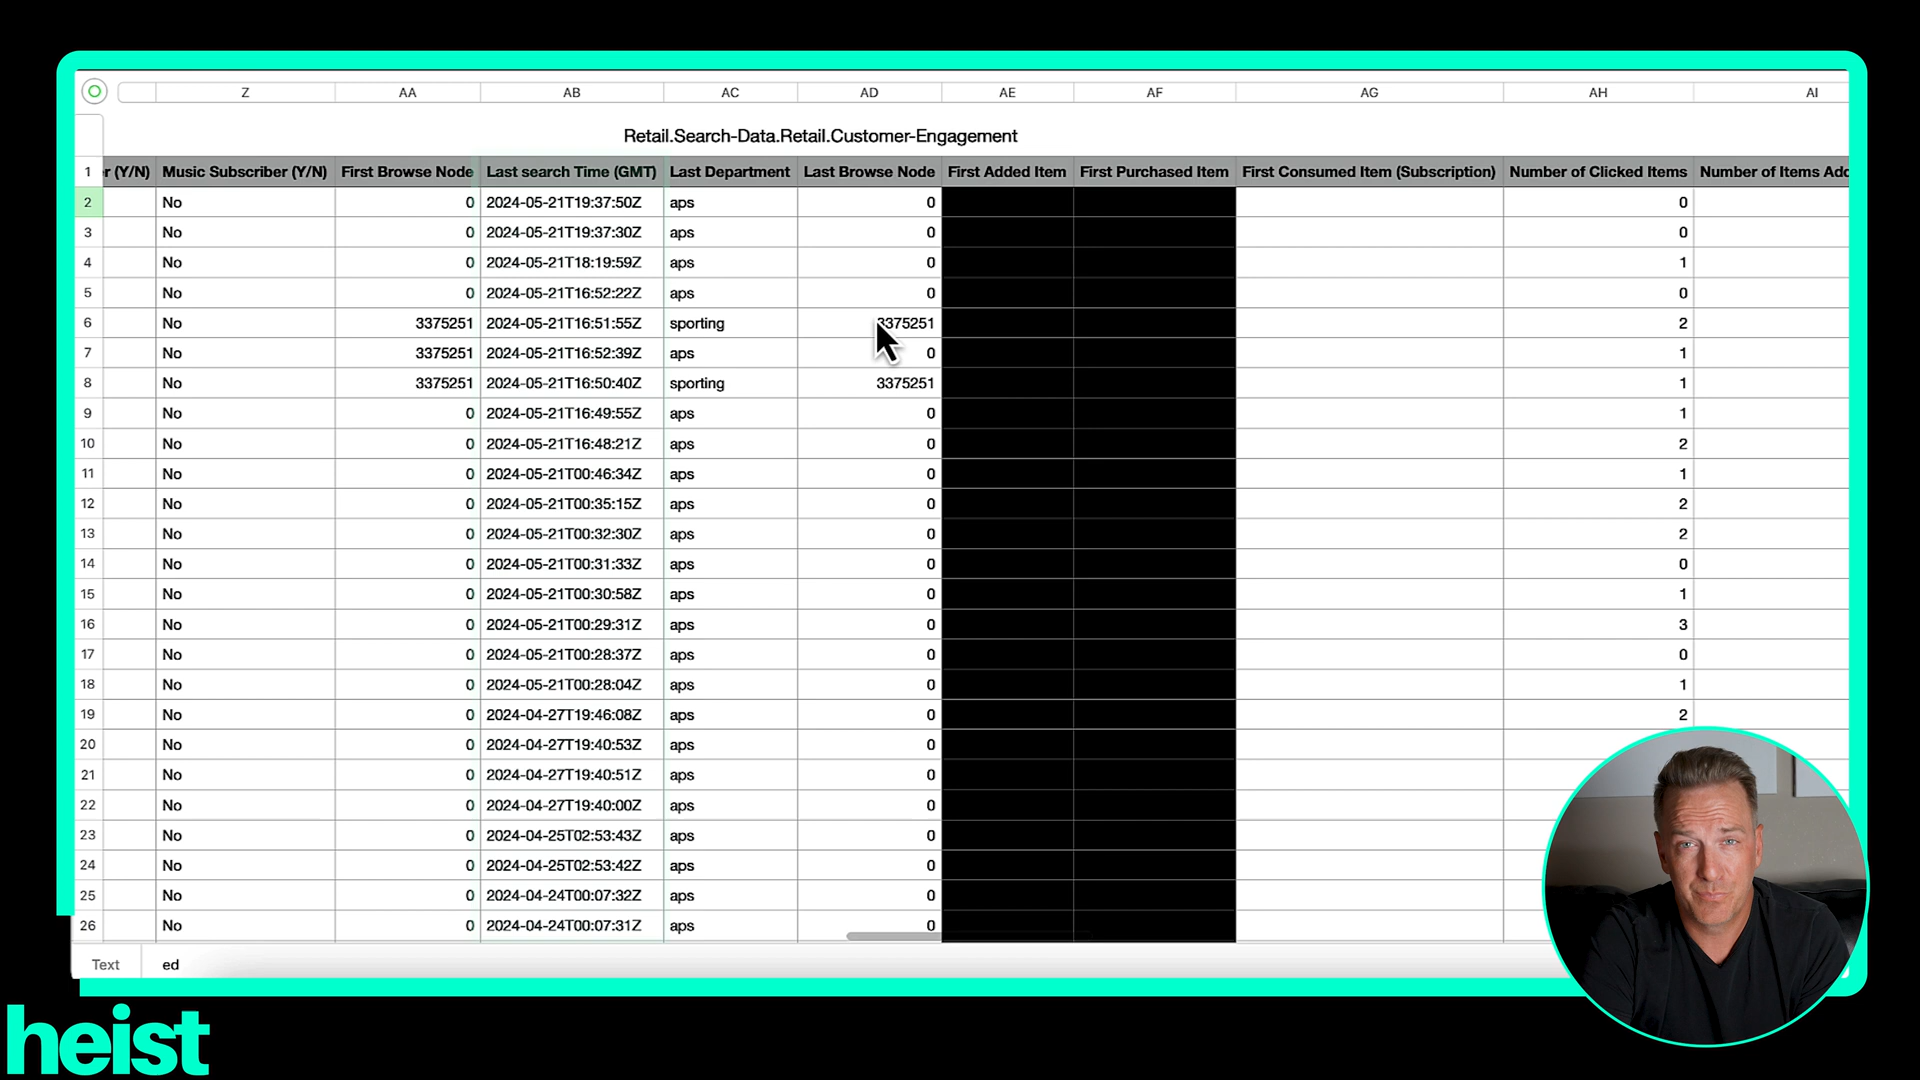 Z AA AB AC AD AE AF AG AH AI
Retail.Search-Data.Retail.Customer-Engagement
1 r (Y/N) Music Subscriber (Y/N) First Browse Node Last search Time (GMT) Last Department Last Browse Node First Added Item First Purchased Item First Consumed Item (Subscription) Number of Clicked Items Number of Items Adc
2 No 0 2024-05-21T19:37:50Z aps 0 0
3 No 0 2024-05-21T19:37:30Z aps 0 0
4 No 0 2024-05-21T18:19:59Z aps 0 1
5 No 0 2024-05-21T16:52:22Z aps 0 0
6 No 3375251 2024-05-21T16:51:55Z sporting 3375251 2
7 No 3375251 2024-05-21T16:52:39Z aps 0 1
8 No 3375251 2024-05-21T16:50:40Z sporting 3375251 1
9 No 0 2024-05-21T16:49:55Z aps 0 1
10 No 0 2024-05-21T16:48:21Z aps 0 2
11 No 0 2024-05-21T00:46:34Z aps 0 1
12 No 0 2024-05-21T00:35:15Z aps 0 2
13 No 0 2024-05-21T00:32:30Z aps 0 2
14 No 0 2024-05-21T00:31:33Z aps 0 0
15 No 0 2024-05-21T00:30:58Z aps 0 1
16 No 0 2024-05-21T00:29:31Z aps 0 3
17 No 0 2024-05-21T00:28:37Z aps 0 0
18 No 0 2024-05-21T00:28:04Z aps 0 1
19 No 0 2024-04-27T19:46:08Z aps 0 2
20 No 0 2024-04-27T19:40:53Z aps 0
21 No 0 2024-04-27T19:40:51Z aps 0
22 No 0 2024-04-27T19:40:00Z aps 0
23 No 0 2024-04-25T02:53:43Z aps 0
24 No 0 2024-04-25T02:53:42Z aps 0
25 No 0 2024-04-24T00:07:32Z aps 0
26 No 0 2024-04-24T00:07:31Z aps 0
Text ed
heist